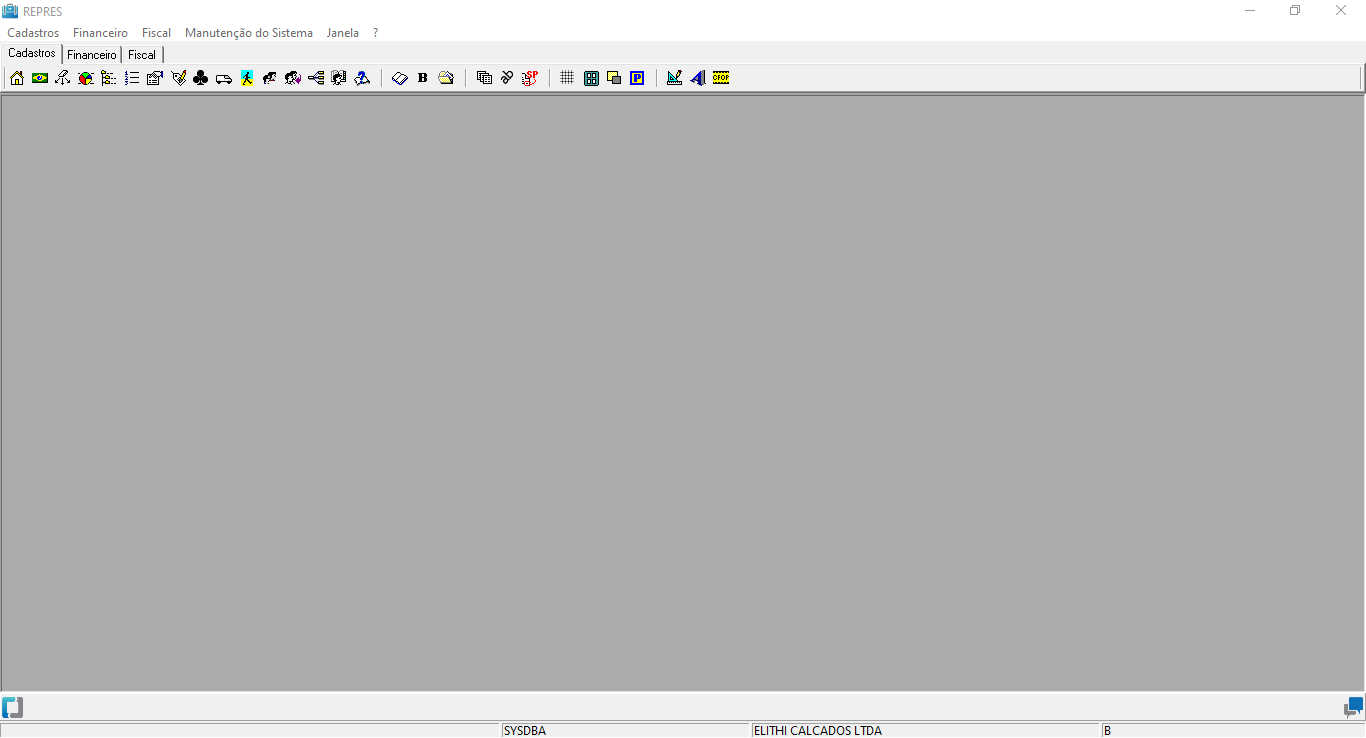 REPRES
Cadastros Financeiro Fiscal Manutenção do Sistema Janela ?
Cadastros Financeiro Fiscal
B SP P CFOP
SYSDBA ELITHI CALCADOS LTDA B